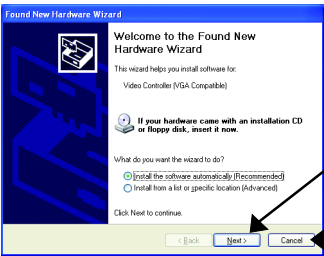 Found New Hardware Wizard
Welcome to the Found New
Hardware Wizard
This wizard helps you install software for:
Video Controller (VGA Compatible)
If your hardware came with an installation CD
or floppy disk, insert it now.
What do you want the wizard to do?
Install the software automatically (Recommended)
Install from a list or specific location (Advanced)
Click Next to continue.
< Back Next > Cancel